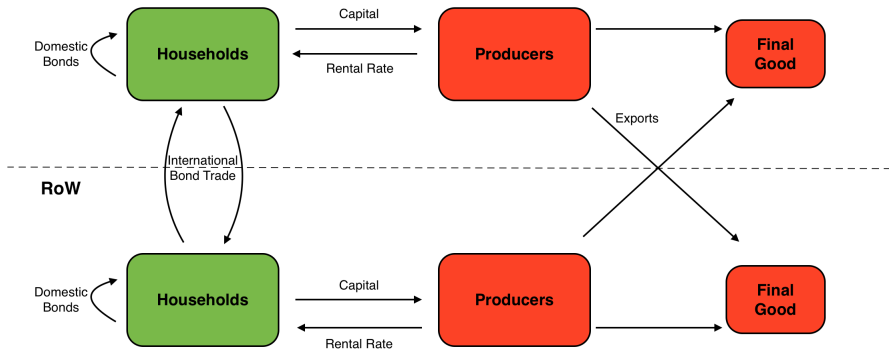 Capital
Domestic
Bonds
Households
Rental Rate
Producers
Final
Good
Exports
International
Bond Trade
RoW
Domestic
Bonds
Households
Capital
Rental Rate
Producers
Final
Good